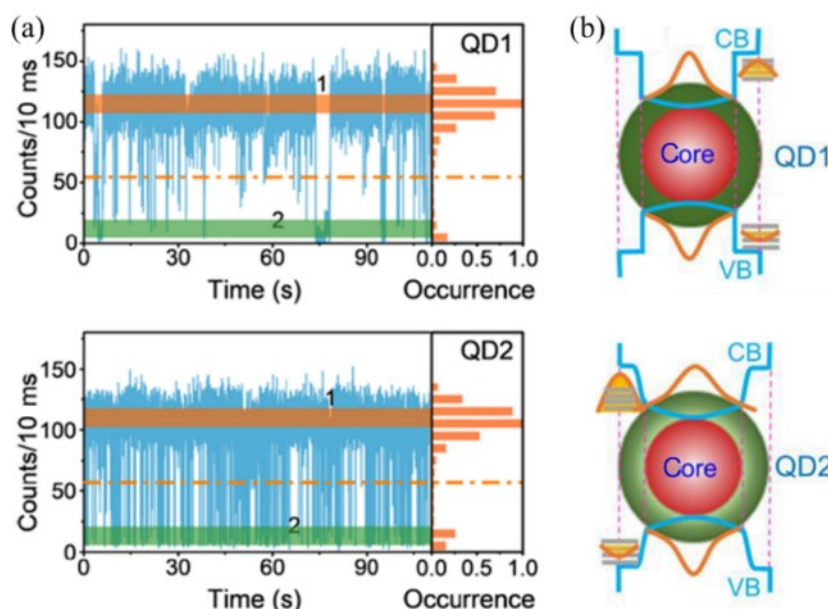 (a)
QD1
1
2
Counts/10 ms
150
100
50
0
0 30 60 90
0.0 0.5 1.0
Time (s)
Occurrence
(b)
CB
Core
QD1
VB
QD2
1
2
Counts/10 ms
150
100
50
0
0 30 60 90
0.0 0.5 1.0
Time (s)
Occurrence
CB
Core
QD2
VB